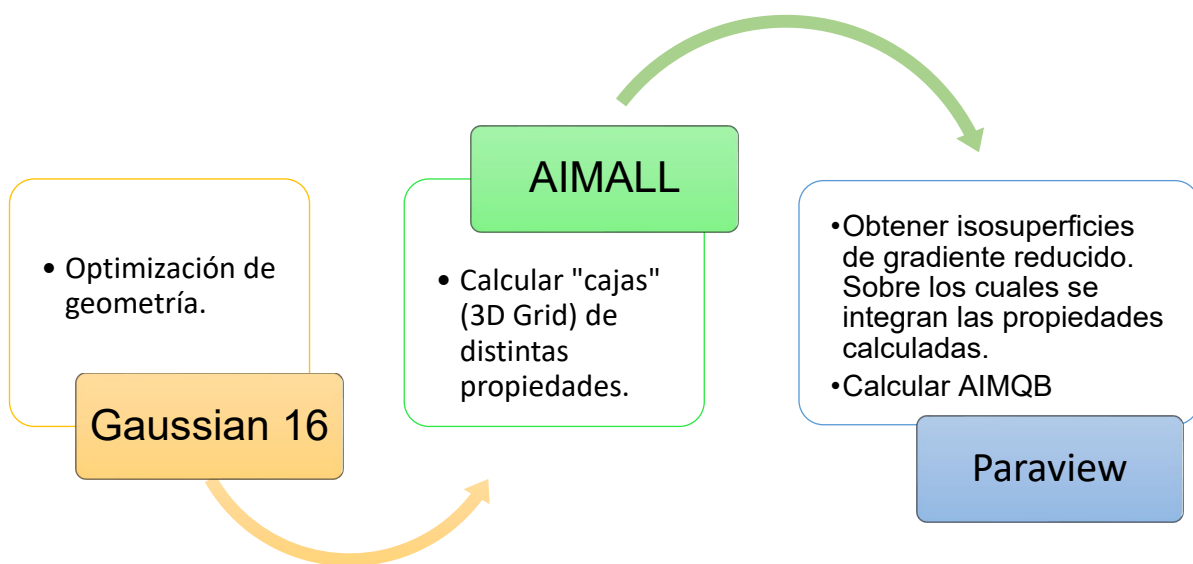 • Optimización de
geometría.
Gaussian 16
AIMALL
• Calcular "cajas"
(3D Grid) de
distintas
propiedades.
•Obtener isosuperficies
de gradiente reducido.
Sobre los cuales se
integran las propiedades
calculadas.
•Calcular AIMQB
Paraview